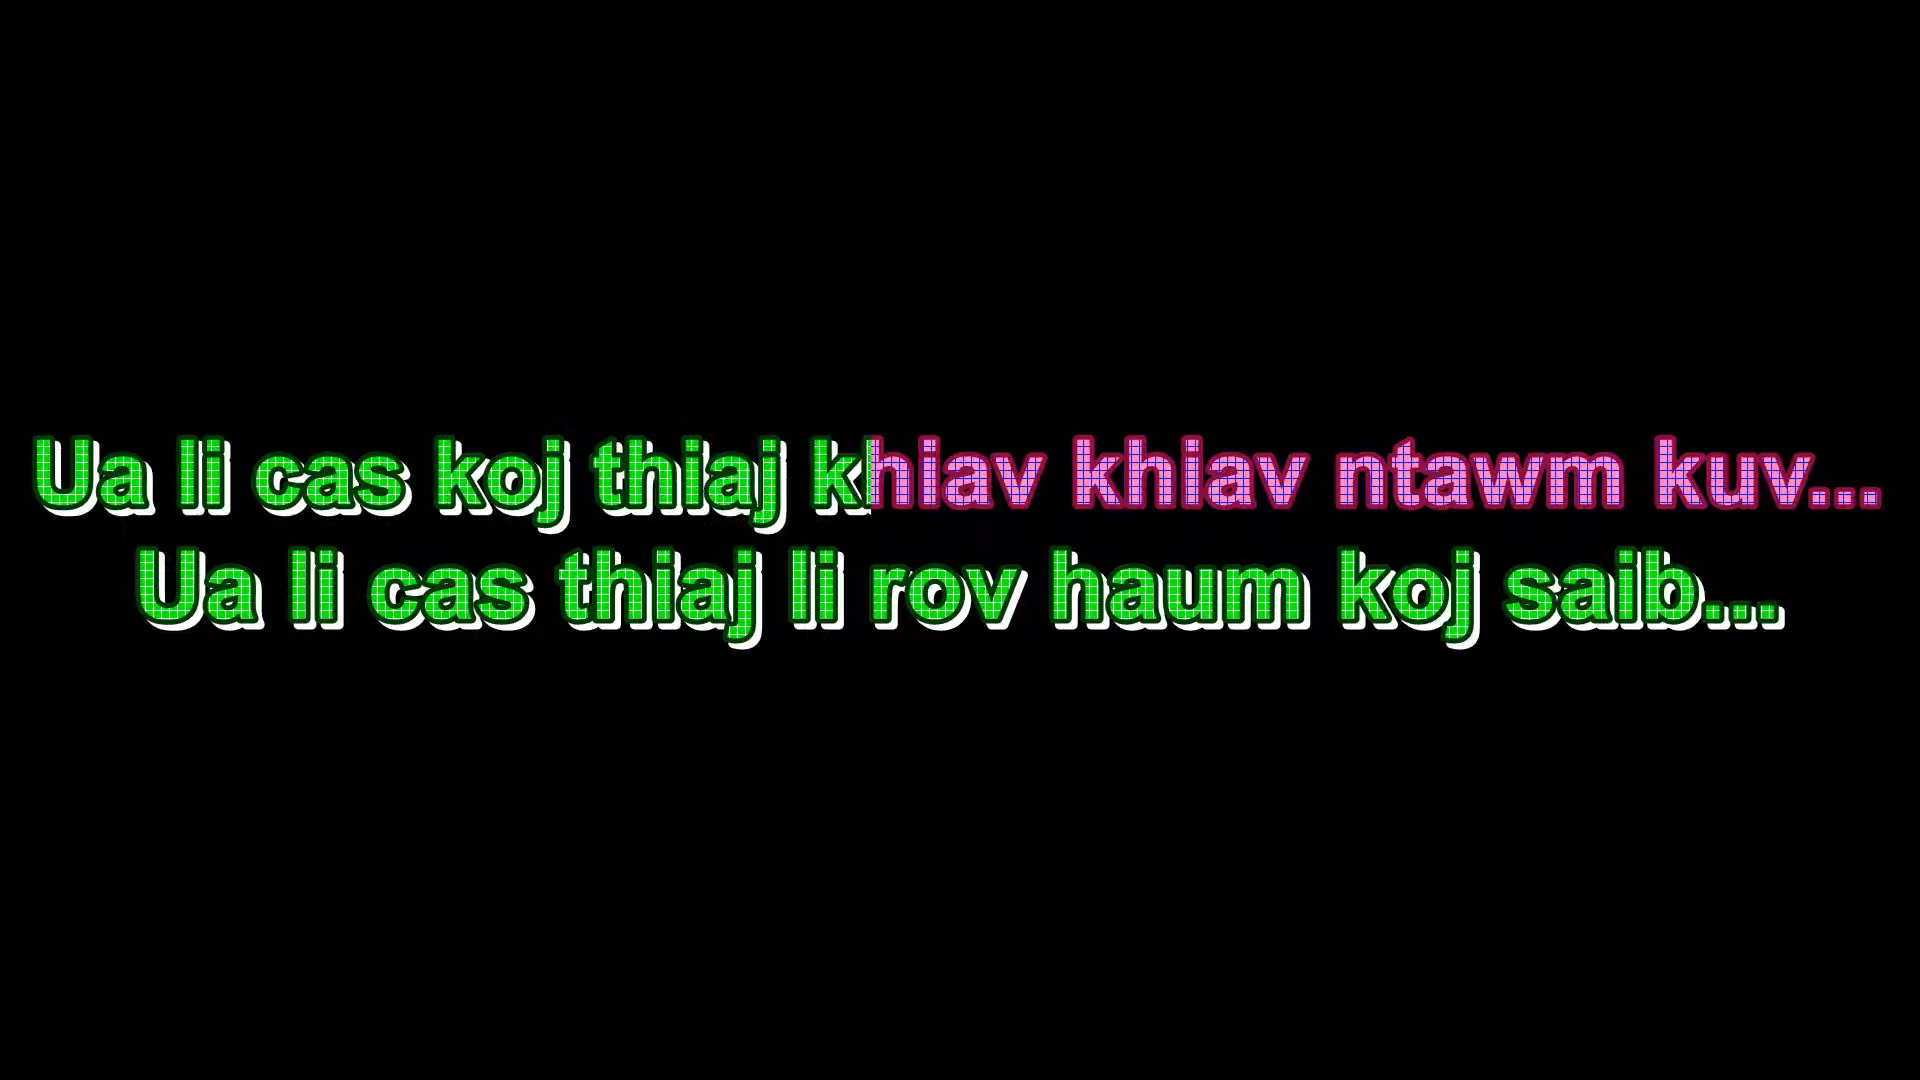 Ua li cas koj thiaj khiav khiav ntawm kuv...
Ua li cas thiaj li rov haum koj saib...